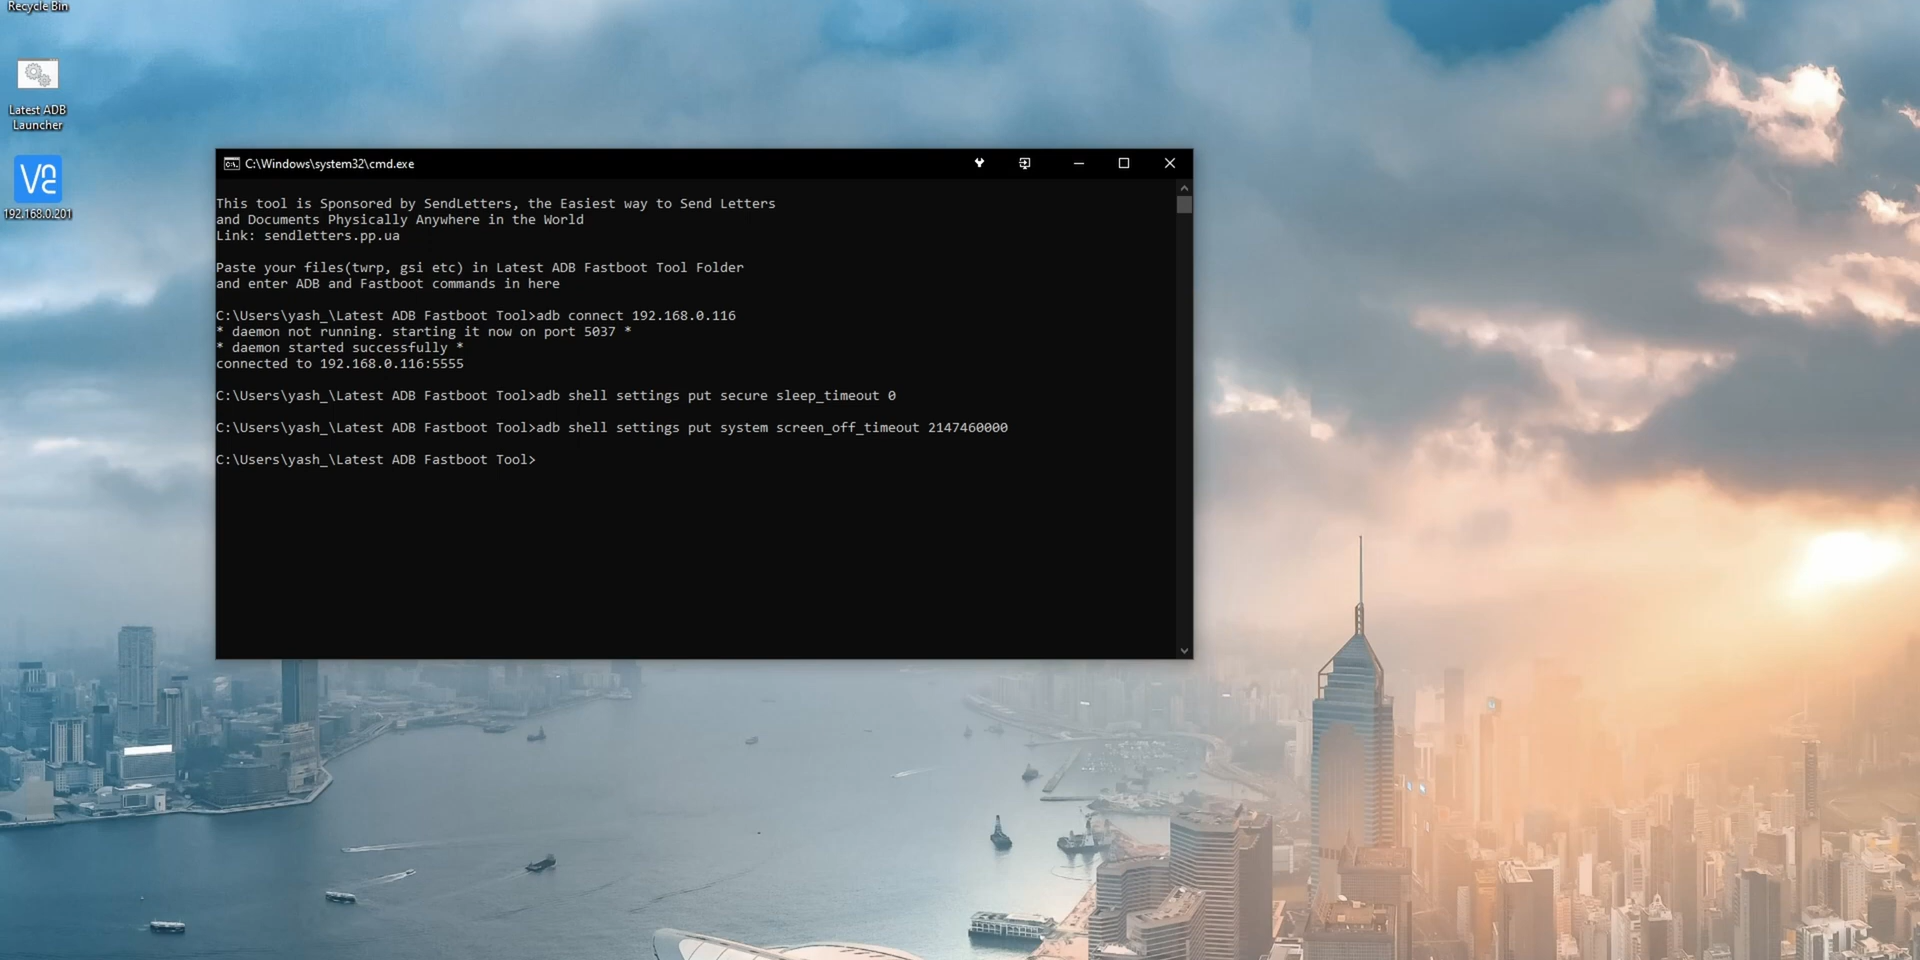 Recycle Bin
Latest ADB
Launcher
VNC
192.168.0.201
C:\Windows\system32\cmd.exe
This tool is Sponsored by SendLetters, the Easiest way to Send Letters
and Documents Physically Anywhere in the World
Link: sendletters.pp.ua
Paste your files(twrp, gsi etc) in Latest ADB Fastboot Tool Folder
and enter ADB and Fastboot commands in here
C:\Users\yash_\Latest ADB Fastboot Tool>adb connect 192.168.0.116
* daemon not running. starting it now on port 5037 *
* daemon started successfully *
connected to 192.168.0.116:5555
C:\Users\yash_\Latest ADB Fastboot Tool>adb shell settings put secure sleep_timeout 0
C:\Users\yash_\Latest ADB Fastboot Tool>adb shell settings put system screen_off_timeout 2147460000
C:\Users\yash_\Latest ADB Fastboot Tool>